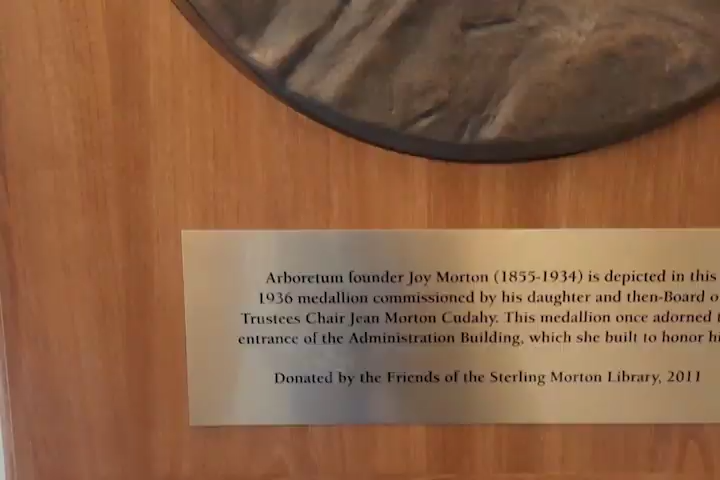 Arboretum founder Joy Morton (1855-1934) is depicted in this
1936 medallion commissioned by his daughter and then-Board
Trustees Chair Jean Morton Cudahy. This medallion once adorned
entrance of the Administration Building, which she built to honor
Donated by the Friends of the Sterling Morton Library, 2011